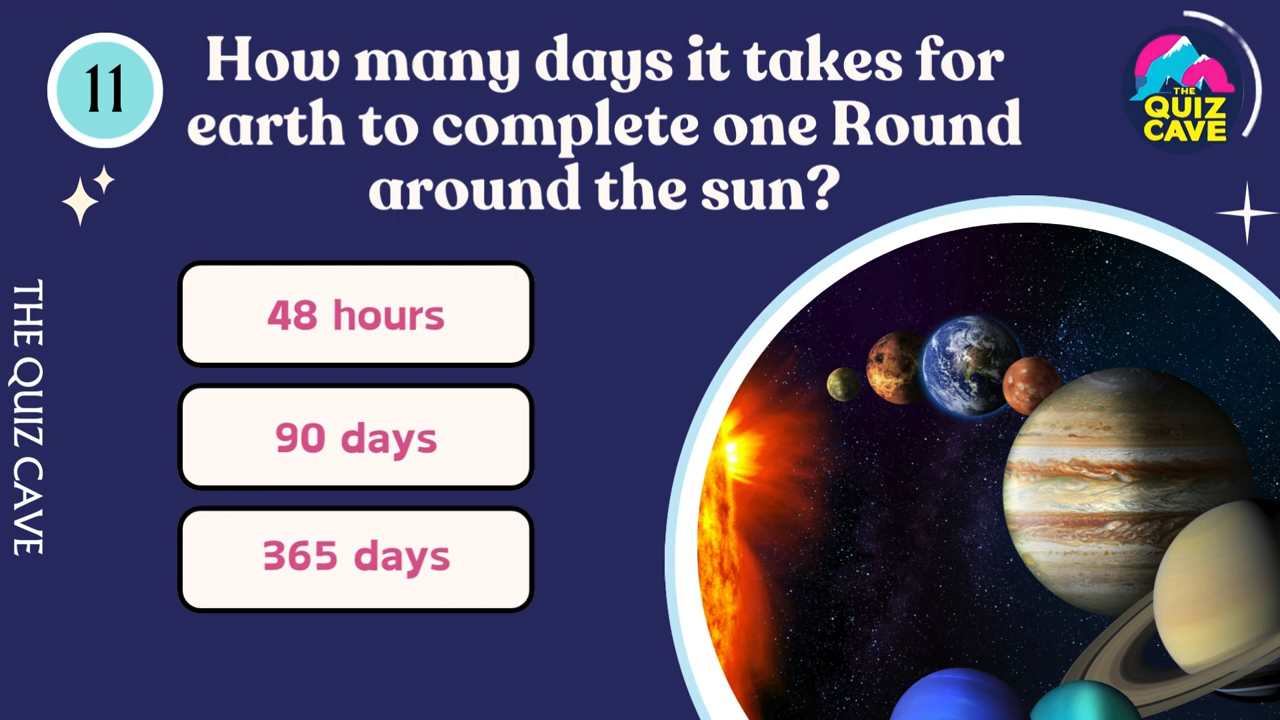 11
How many days it takes for
earth to complete one Round
around the sun?
THE
QUIZ
CAVE
48 hours
90 days
365 days
THE QUIZ CAVE